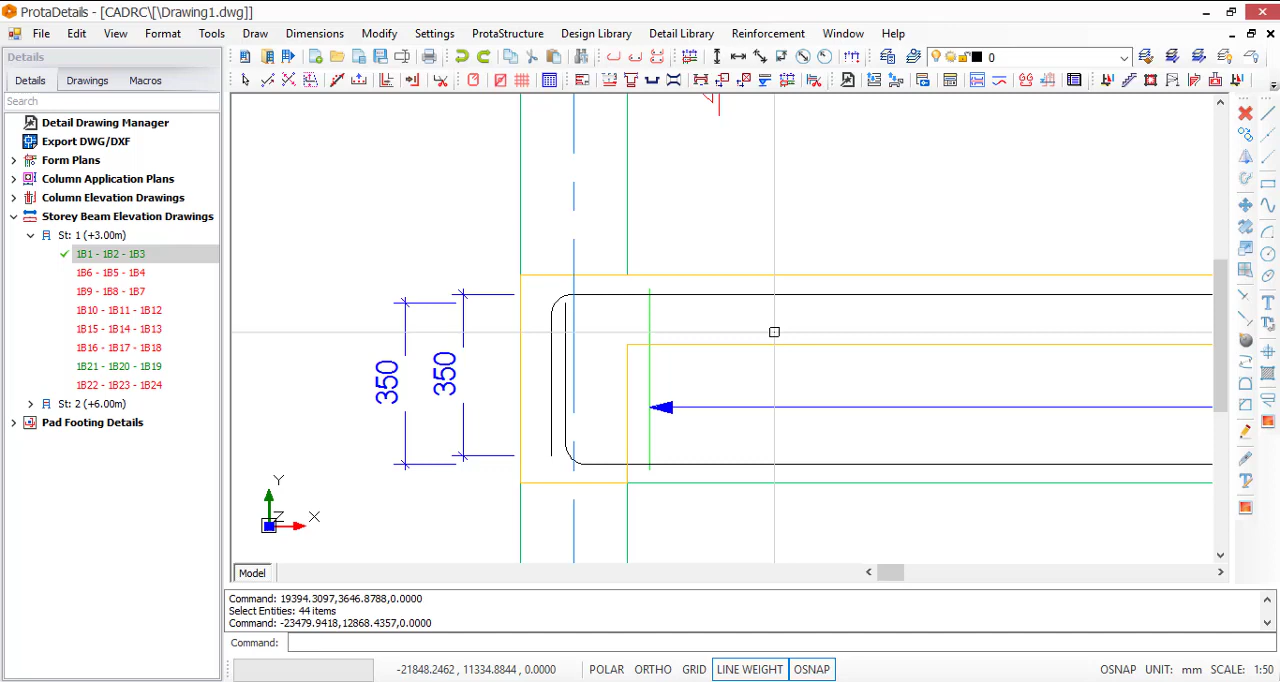 ProtaDetails - [CADRC\[\Drawing1.dwg]]
File Edit View Format Tools Draw Dimensions Modify Settings ProtaStructure Design Library Detail Library Reinforcement Window Help
Details
Details Drawings Macros
Search
Detail Drawing Manager
Export DWG/DXF
Form Plans
Column Application Plans
Column Elevation Drawings
Storey Beam Elevation Drawings
St: 1 (+3.00m)
1B1 - 1B2 - 1B3
1B6 - 1B5 - 1B4
1B9 - 1B8 - 1B7
1B10 - 1B11 - 1B12
1B15 - 1B14 - 1B13
1B16 - 1B17 - 1B18
1B21 - 1B20 - 1B19
1B22 - 1B23 - 1B24
St: 2 (+6.00m)
Pad Footing Details
350
350
Y
Z
X
Model
Command: 19394.3097,3646.8788,0.0000
Select Entities: 44 items
Command: -23479.9418,12868.4357,0.0000
Command:
-21848.2462 , 11334.8844 , 0.0000 POLAR ORTHO GRID LINE WEIGHT OSNAP OSNAP UNIT: mm SCALE: 1:50